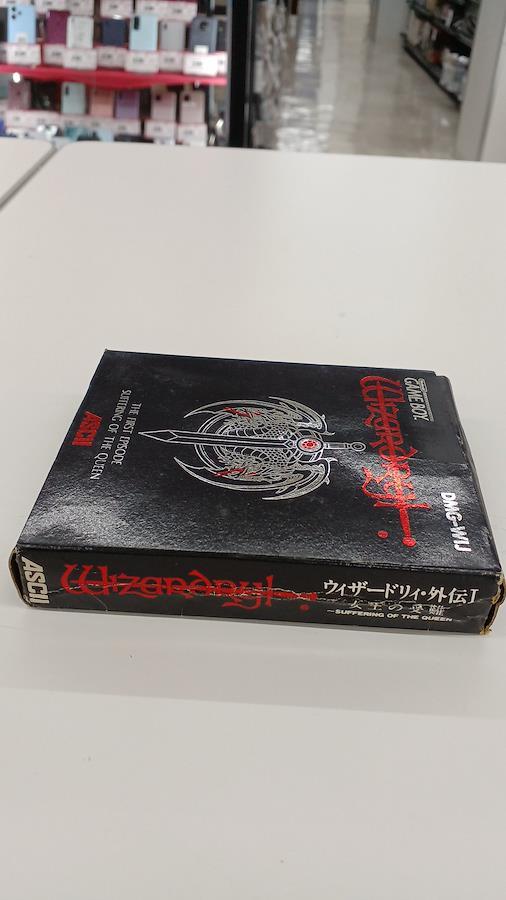 GAME BOY
Wizardry
DMG-WIJ
THE FIRST EPISODE
SUFFERING OF THE QUEEN
ASCII
ASCII
Wizardry
ウィザードリィ・外伝I
女王の受難
~SUFFERING OF THE QUEEN~